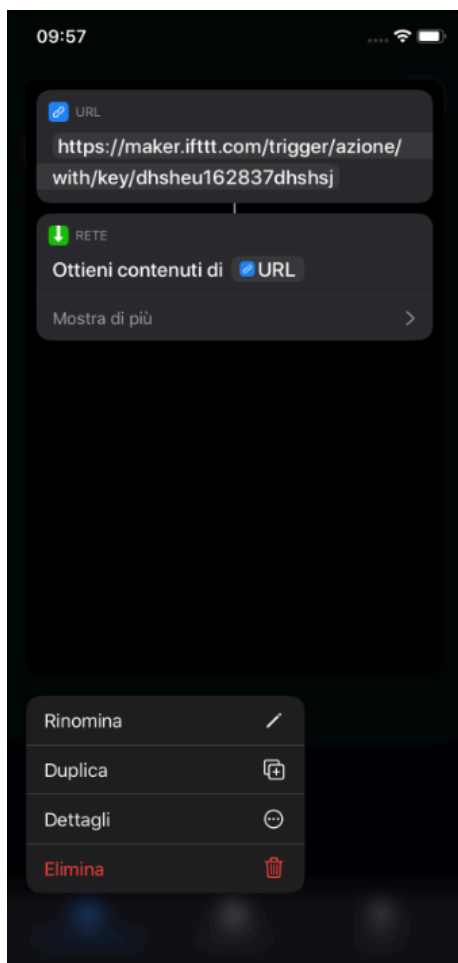 09:57
URL
https://maker.ifttt.com/trigger/azione/
with/key/dhsheu162837dhshsj
RETE
Ottieni contenuti di URL
Mostra di più
Rinomina
Duplica
Dettagli
Elimina